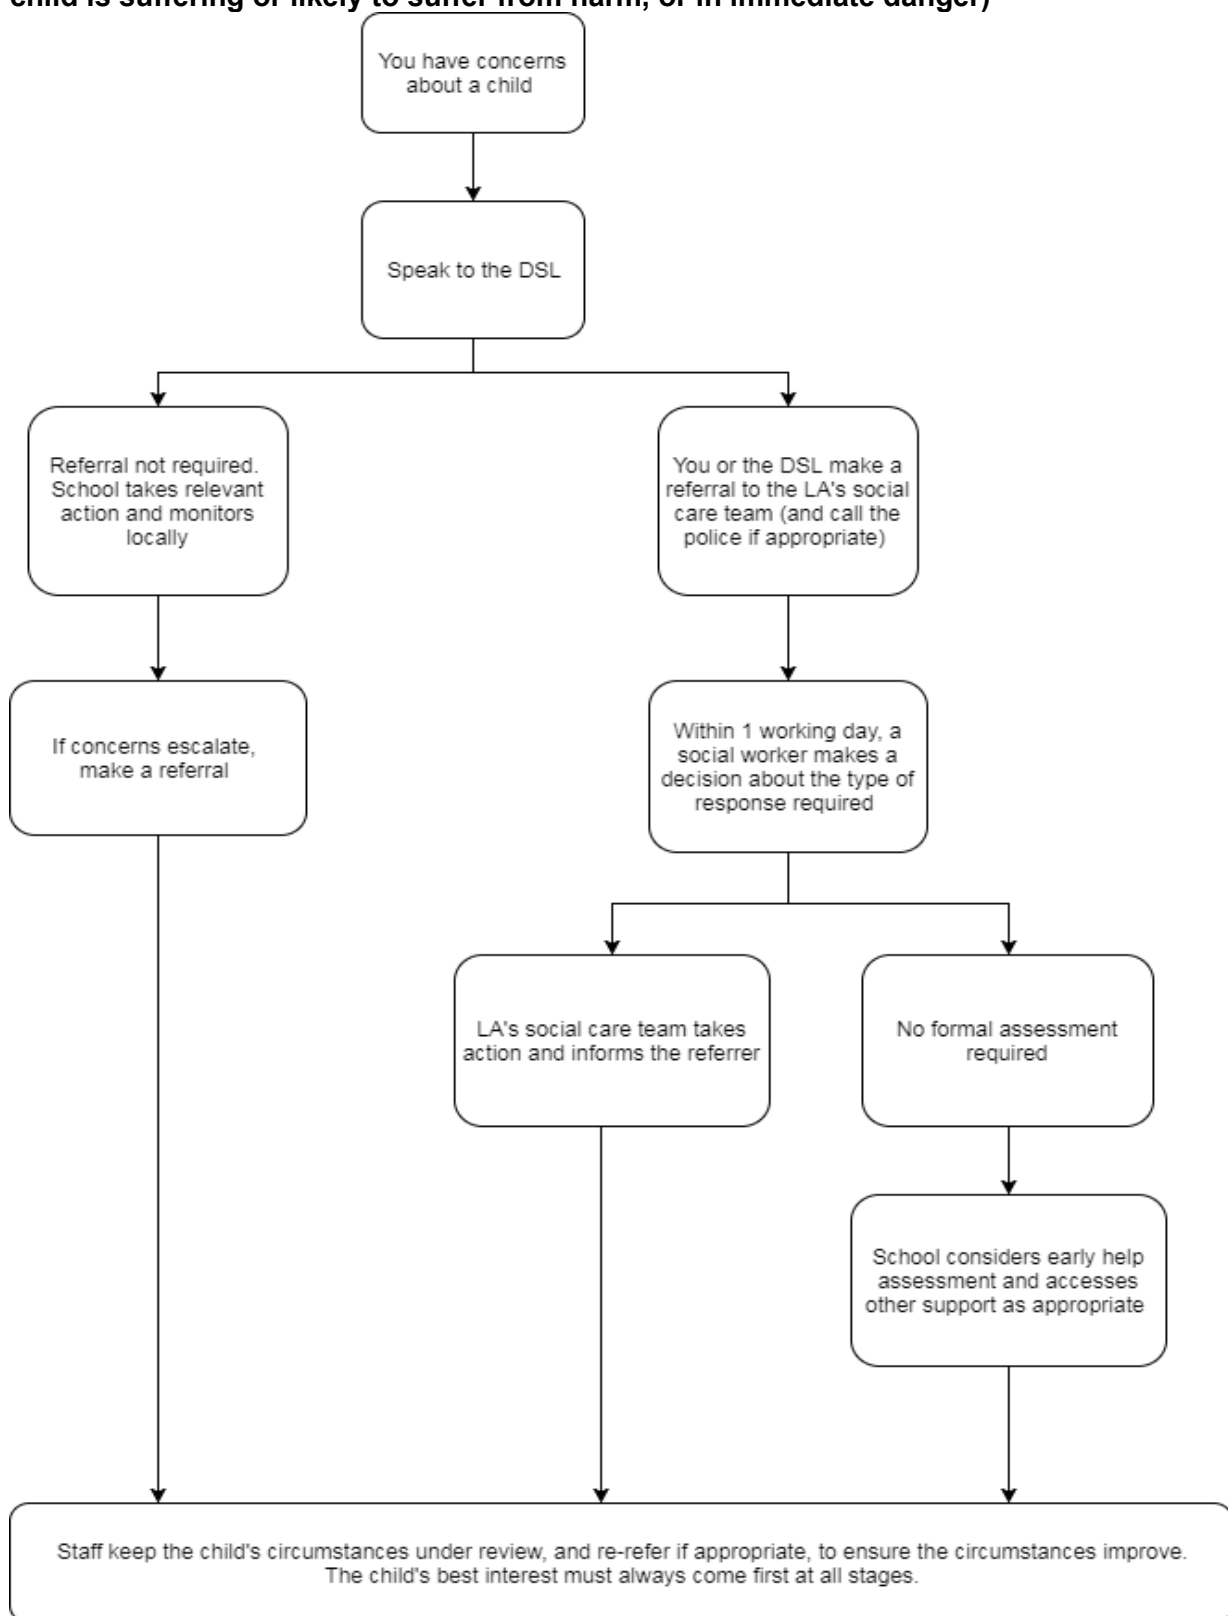 child is suffering or likely to suffer from harm, or in immediate danger)
You have concerns
about a child
Speak to the DSL
Referral not required.
School takes relevant
action and monitors
locally
You or the DSL make a
referral to the LA's social
care team (and call the
police if appropriate)
If concerns escalate,
make a referral
Within 1 working day, a
social worker makes a
decision about the type of
response required
LA's social care team takes
action and informs the referrer
No formal assessment
required
School considers early help
assessment and accesses
other support as appropriate
Staff keep the child's circumstances under review, and re-refer if appropriate, to ensure the circumstances improve.
The child's best interest must always come first at all stages.